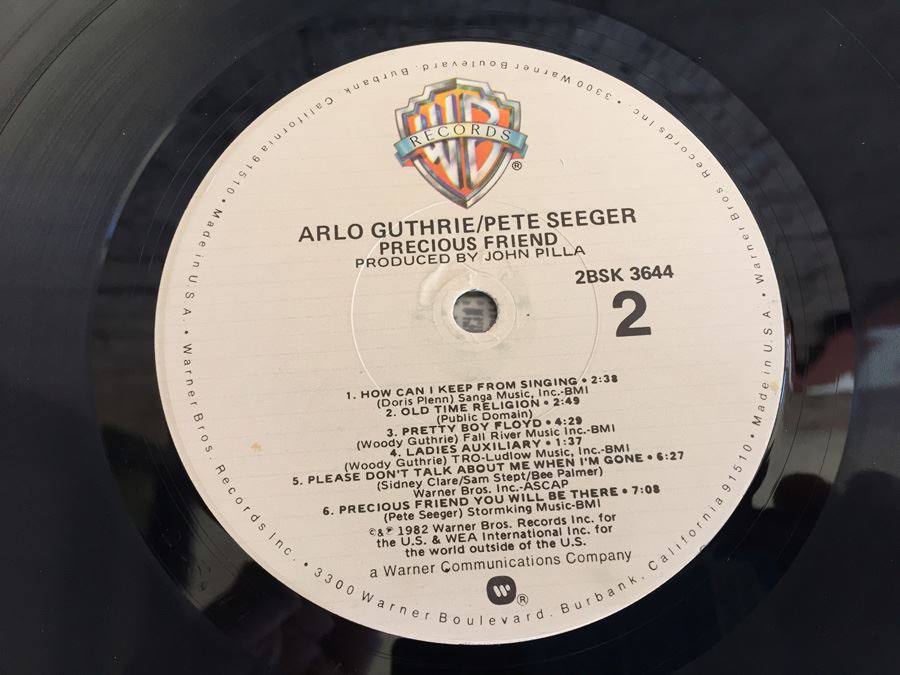 RECORDS
®
ARLO GUTHRIE/PETE SEEGER
PRECIOUS FRIEND
PRODUCED BY JOHN PILLA
2BSK 3644
2
1. HOW CAN I KEEP FROM SINGING • 2:38
(Doris Plenn) Sanga Music, Inc.-BMI
2. OLD TIME RELIGION • 2:49
(Public Domain)
3. PRETTY BOY FLOYD • 4:29
(Woody Guthrie) Fall River Music Inc.-BMI
4. LADIES AUXILIARY • 1:37
(Woody Guthrie) TRO-Ludlow Music, Inc.-BMI
5. PLEASE DON'T TALK ABOUT ME WHEN I'M GONE • 6:27
(Sidney Clare/Sam Stept/Bee Palmer)
Warner Bros. Inc.-ASCAP
6. PRECIOUS FRIEND YOU WILL BE THERE • 7:08
(Pete Seeger) Stormking Music-BMI
©&℗ 1982 Warner Bros. Records Inc. for
the U.S. & WEA International Inc. for
the world outside of the U.S.
a Warner Communications Company
®
Warner Bros. Records Inc. • 3300 Warner Boulevard. Burbank, California 91510 • Made in U.S.A. •
Warner Bros. Records Inc. • 3300 Warner Boulevard. Burbank, California 91510 • Made in U.S.A. •